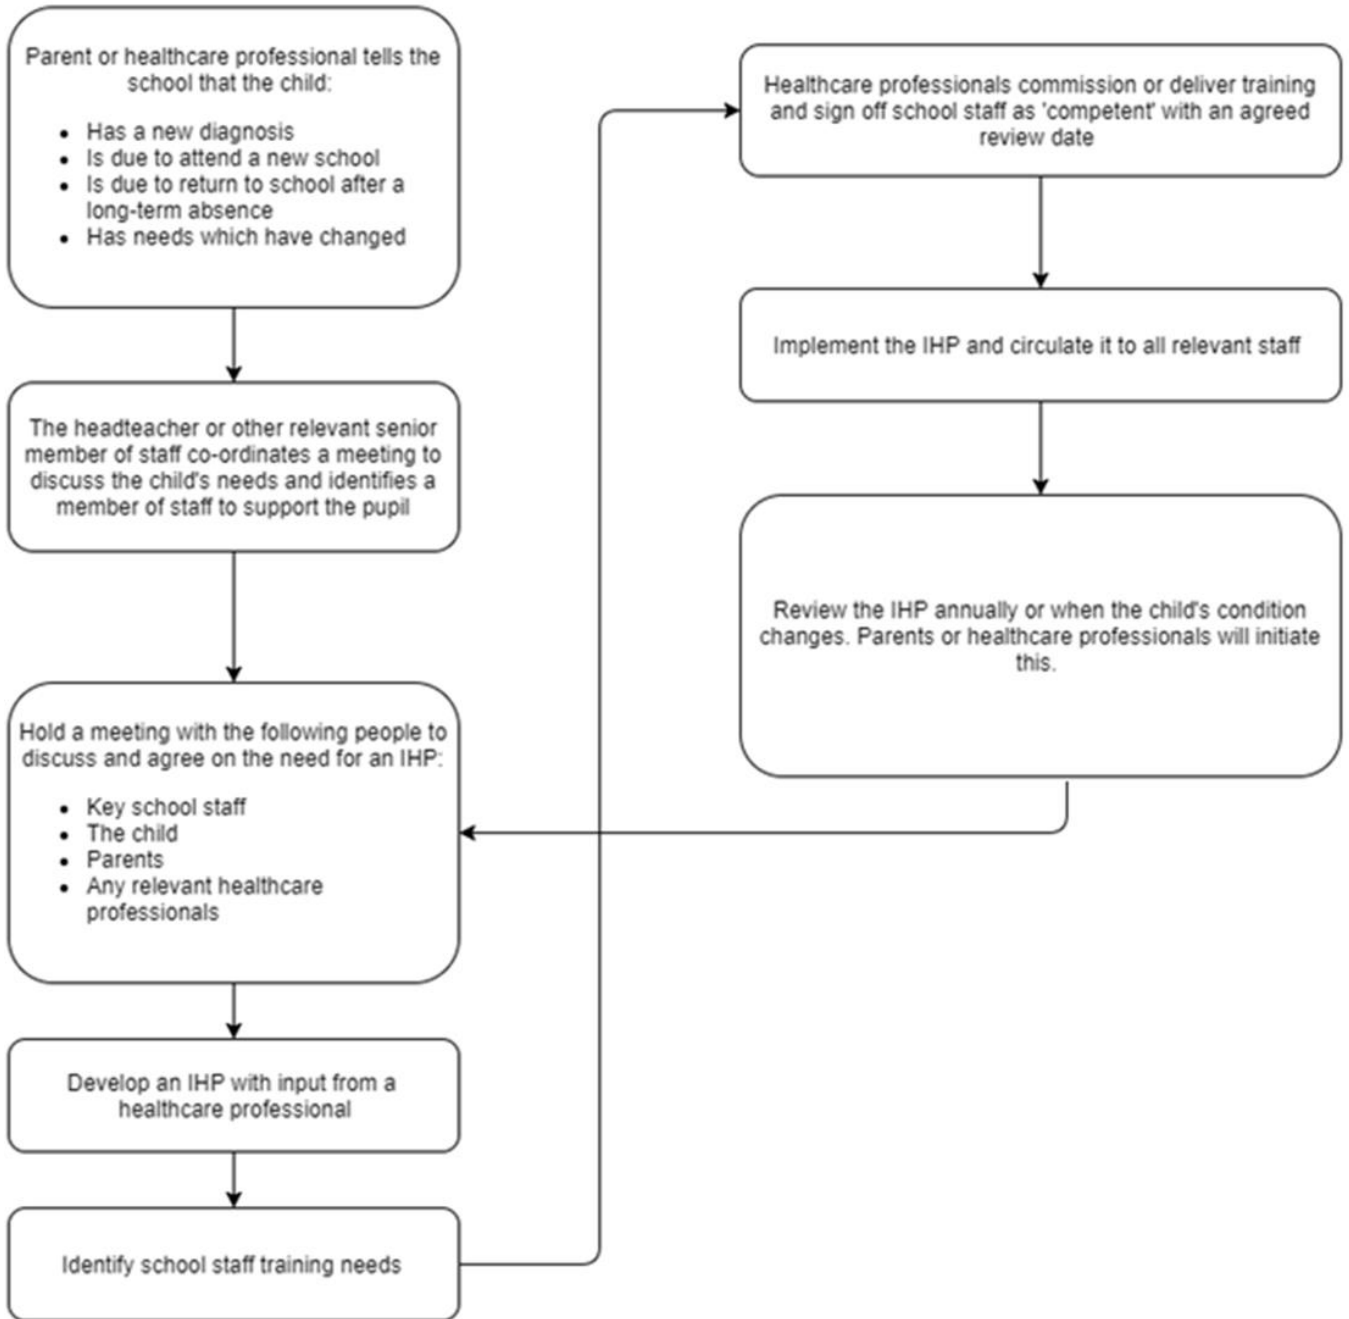 Parent or healthcare professional tells the
school that the child:
• Has a new diagnosis
• Is due to attend a new school
• Is due to return to school after a
long-term absence
• Has needs which have changed
The headteacher or other relevant senior
member of staff co-ordinates a meeting to
discuss the child's needs and identifies a
member of staff to support the pupil
Hold a meeting with the following people to
discuss and agree on the need for an IHP:
• Key school staff
• The child
• Parents
• Any relevant healthcare
professionals
Develop an IHP with input from a
healthcare professional
Identify school staff training needs
Healthcare professionals commission or deliver training
and sign off school staff as 'competent' with an agreed
review date
Implement the IHP and circulate it to all relevant staff
Review the IHP annually or when the child's condition
changes. Parents or healthcare professionals will initiate
this.